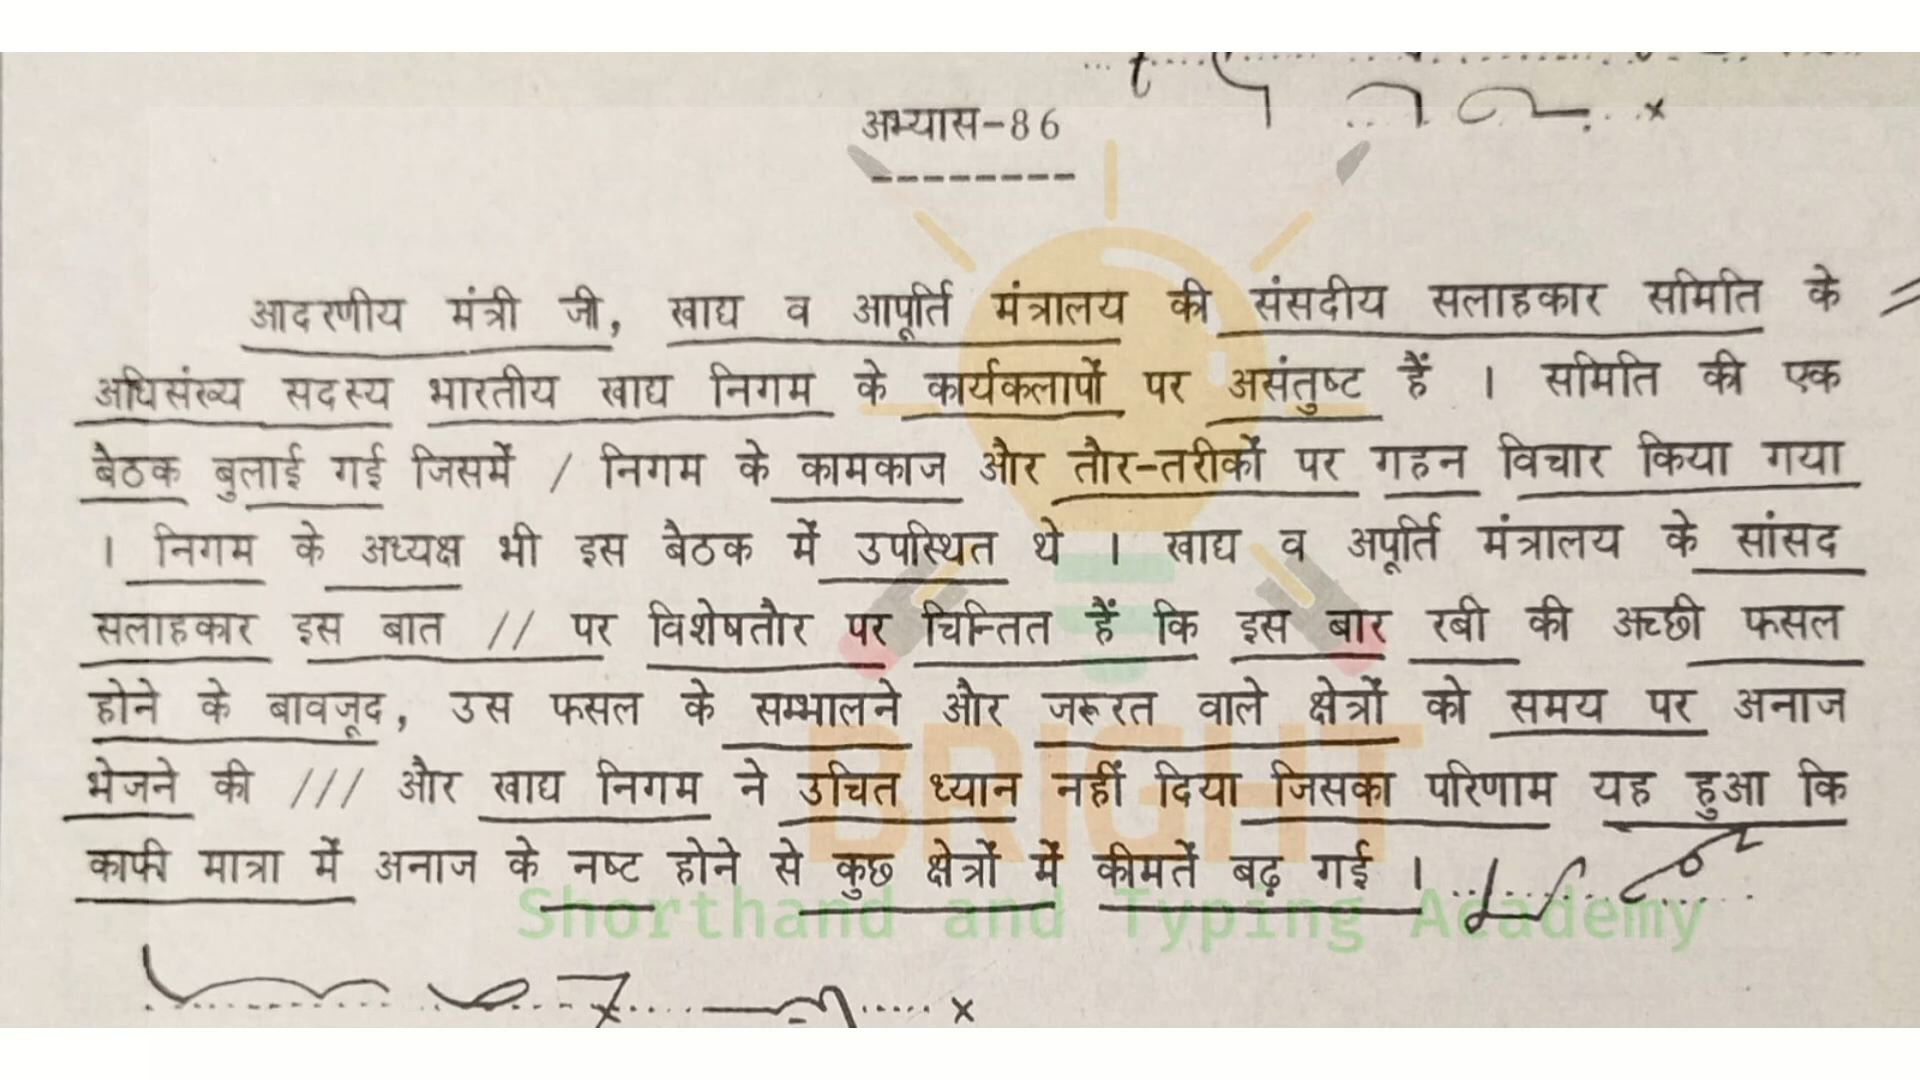 अभ्यास-86
आदरणीय मंत्री जी, खाद्य व आपूर्ति मंत्रालय की संसदीय सलाहकार समिति के
अधिसंख्य सदस्य भारतीय खाद्य निगम के कार्यकलापों पर असंतुष्ट हैं । समिति की एक
बैठक बुलाई गई जिसमें / निगम के कामकाज और तौर-तरीकों पर गहन विचार किया गया
। निगम के अध्यक्ष भी इस बैठक में उपस्थित थे । खाद्य व अपूर्ति मंत्रालय के सांसद
सलाहकार इस बात // पर विशेषतौर पर चिन्तित हैं कि इस बार रबी की अच्छी फसल
होने के बावजूद, उस फसल के सम्भालने और जरूरत वाले क्षेत्रों को समय पर अनाज
भेजने की /// और खाद्य निगम ने उचित ध्यान नहीं दिया जिसका परिणाम यह हुआ कि
काफी मात्रा में अनाज के नष्ट होने से कुछ क्षेत्रों में कीमतें बढ़ गई ।
BRIGHT
Shorthand and Typing Academy